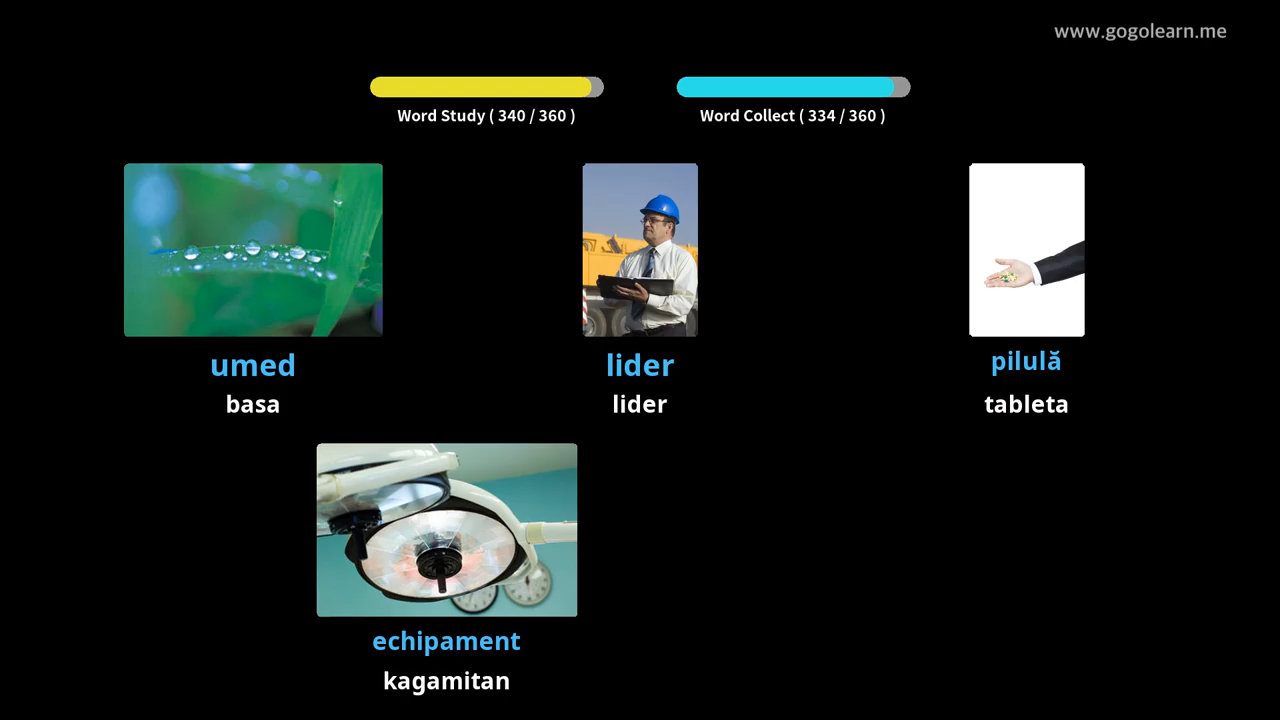 www.gogolearn.me
Word Study ( 340 / 360 )
Word Collect ( 334 / 360 )
umed
basa
lider
lider
pilulă
tableta
echipament
kagamitan